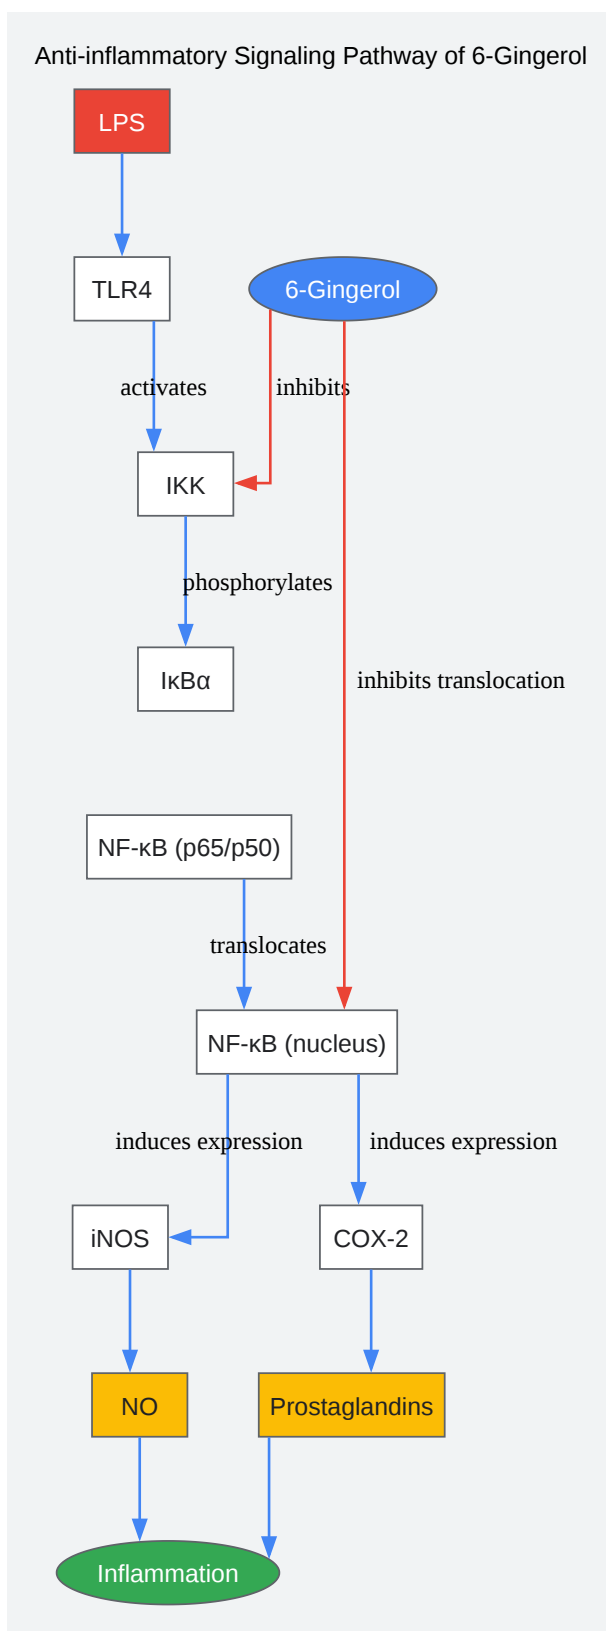 Anti-inflammatory Signaling Pathway of 6-Gingerol
LPS
TLR4
6-Gingerol
activates
inhibits
IKK
phosphorylates
IκBα
inhibits translocation
NF-κB (p65/p50)
translocates
NF-κB (nucleus)
induces expression
induces expression
iNOS
COX-2
NO
Prostaglandins
Inflammation